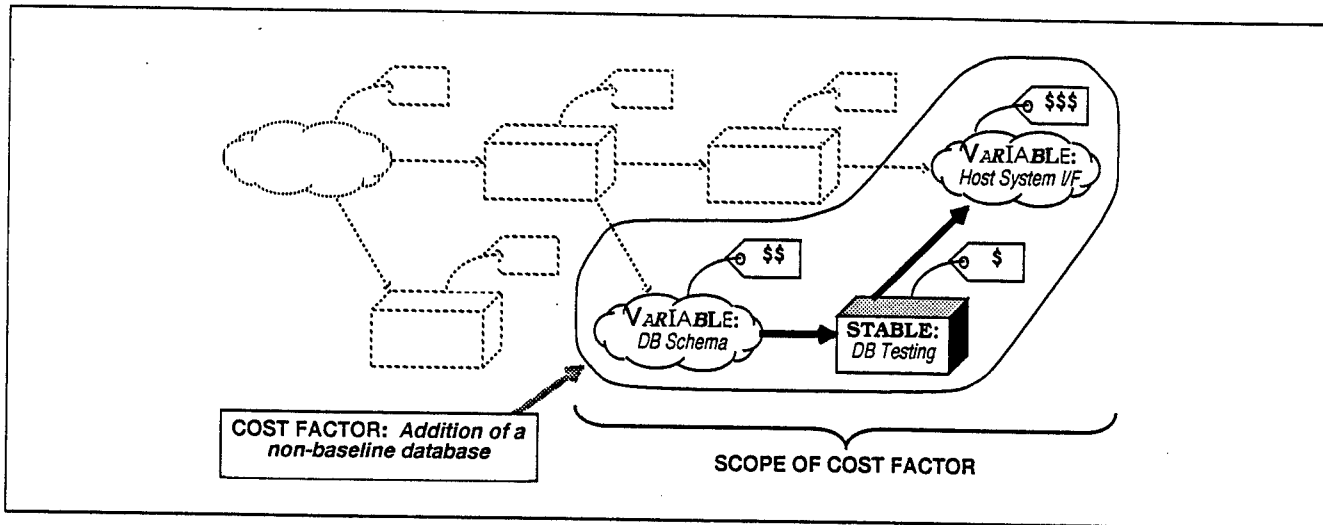 $$$
VARIABLE:
Host System I/F
$$
$
VARIABLE:
DB Schema
STABLE:
DB Testing
COST FACTOR: Addition of a
non-baseline database
SCOPE OF COST FACTOR